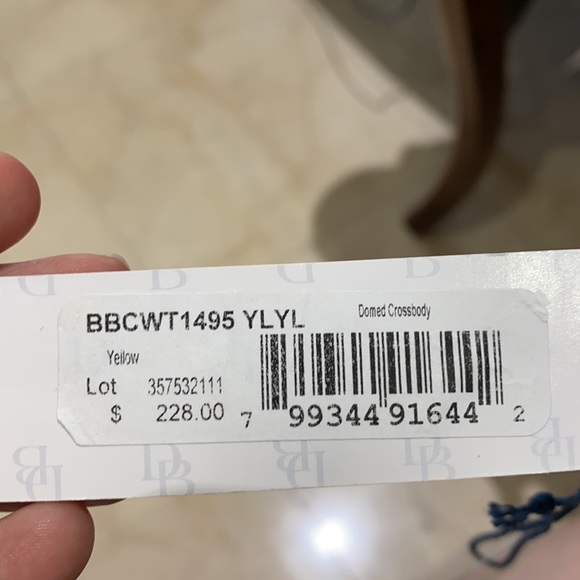 BBCWT1495 YLYL
Domed Crossbody
Yellow
Lot 357532111
$ 228.00
7 99344 91644 2